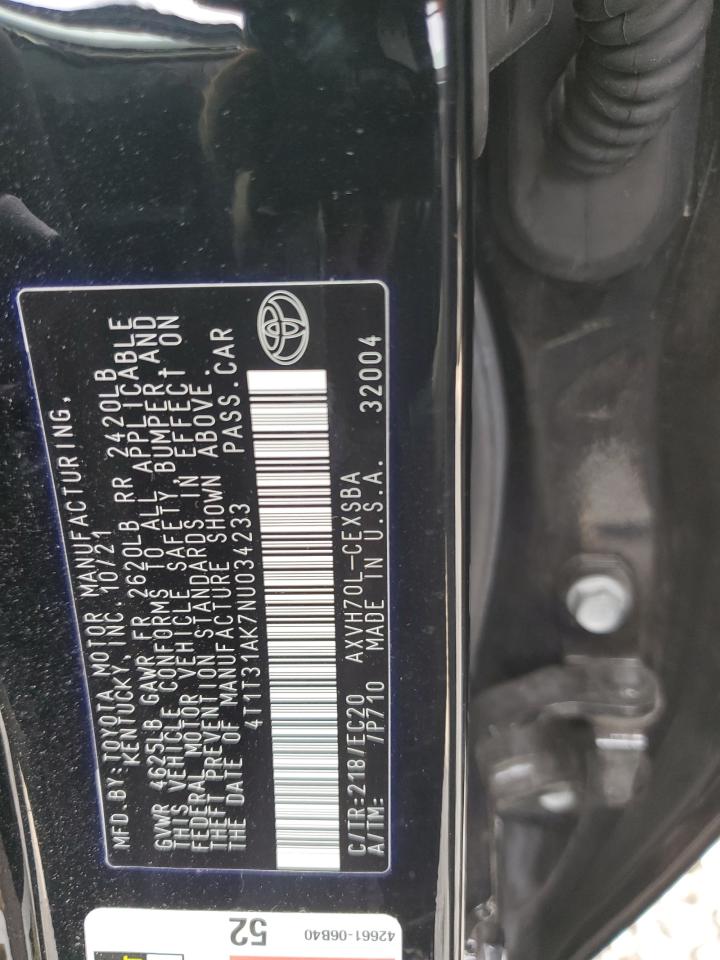 MFD. BY: TOYOTA MOTOR MANUFACTURING,
KENTUCKY, INC. 10/21
GVWR 4625LB GAWR FR 2620LB RR 2420LB
THIS VEHICLE CONFORMS TO ALL APPLICABLE
FEDERAL MOTOR VEHICLE SAFETY, BUMPER AND
THEFT PREVENTION STANDARDS IN EFFECT ON
THE DATE OF MANUFACTURE SHOWN ABOVE.
4T1T31AK7NU034233 PASS.CAR
C/TR:218/EC20 AXVH70L-CEXSBA 32004
A/TM: /P710 MADE IN U.S.A.
52
42661-06B40